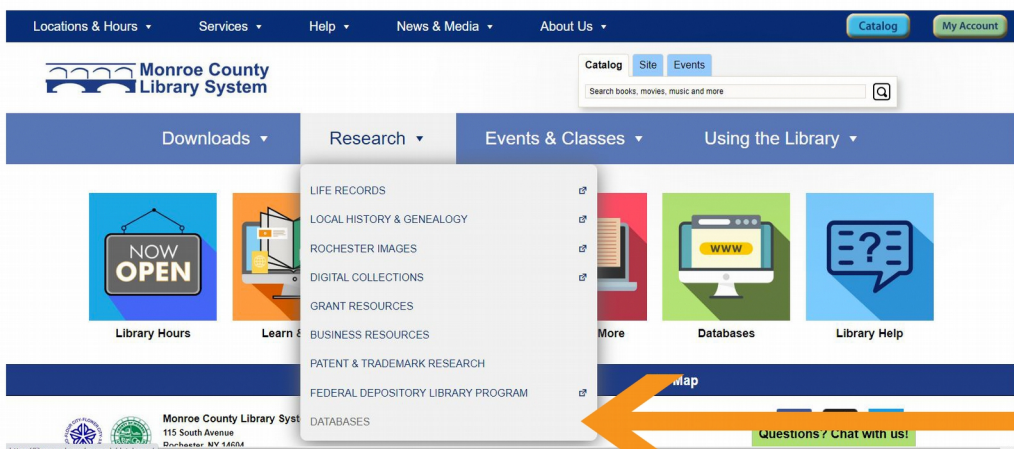 Locations & Hours Services Help News & Media About Us Catalog My Account
Monroe County
Library System
Catalog Site Events
Search books, movies, music and more
Downloads Research Events & Classes Using the Library
LIFE RECORDS
LOCAL HISTORY & GENEALOGY
ROCHESTER IMAGES
DIGITAL COLLECTIONS
GRANT RESOURCES
BUSINESS RESOURCES
PATENT & TRADEMARK RESEARCH
FEDERAL DEPOSITORY LIBRARY PROGRAM
DATABASES
NOW
OPEN
WWW
?
Library Hours Learn More Databases Library Help
Map
Monroe County Library Syst
115 South Avenue
Rochester, NY 14604
Questions? Chat with us!